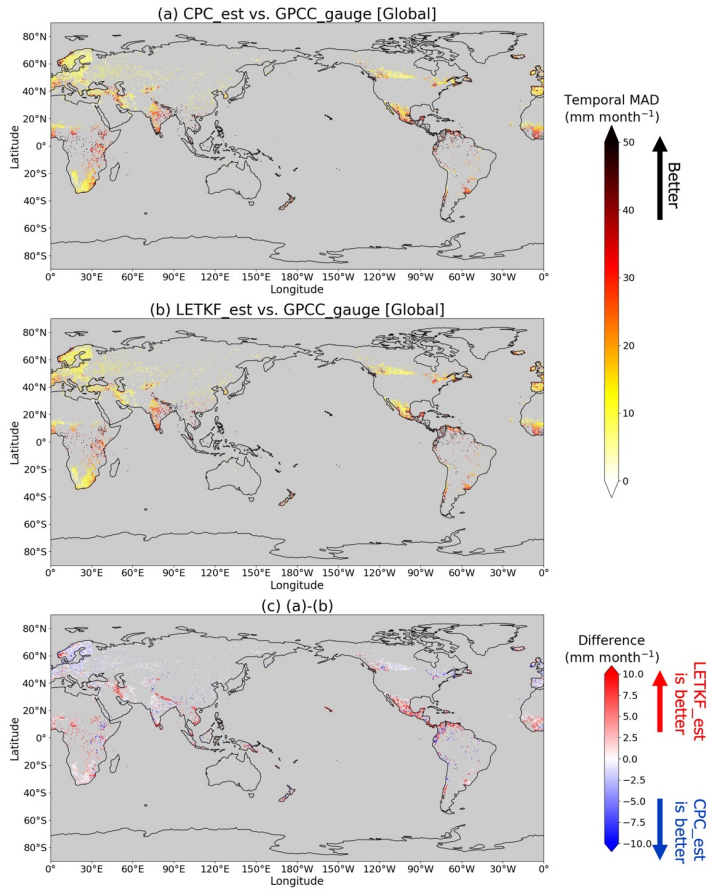 (a) CPC_est vs. GPCC_gauge [Global]
80°N
60°N
40°N
20°N
0°
20°S
40°S
60°S
80°S
Latitude
0° 30°E 60°E 90°E 120°E 150°E 180° 150°W 120°W 90°W 60°W 30°W 0°
Longitude
(b) LETKF_est vs. GPCC_gauge [Global]
80°N
60°N
40°N
20°N
0°
20°S
40°S
60°S
80°S
Latitude
0° 30°E 60°E 90°E 120°E 150°E 180° 150°W 120°W 90°W 60°W 30°W 0°
Longitude
Temporal MAD
(mm month⁻¹)
50
40
30
20
10
0
Better
(c) (a)-(b)
80°N
60°N
40°N
20°N
0°
20°S
40°S
60°S
80°S
Latitude
0° 30°E 60°E 90°E 120°E 150°E 180° 150°W 120°W 90°W 60°W 30°W 0°
Longitude
Difference
(mm month⁻¹)
10.0
7.5
5.0
2.5
0.0
−2.5
−5.0
−7.5
−10.0
LETKF_est
is better
CPC_est
is better